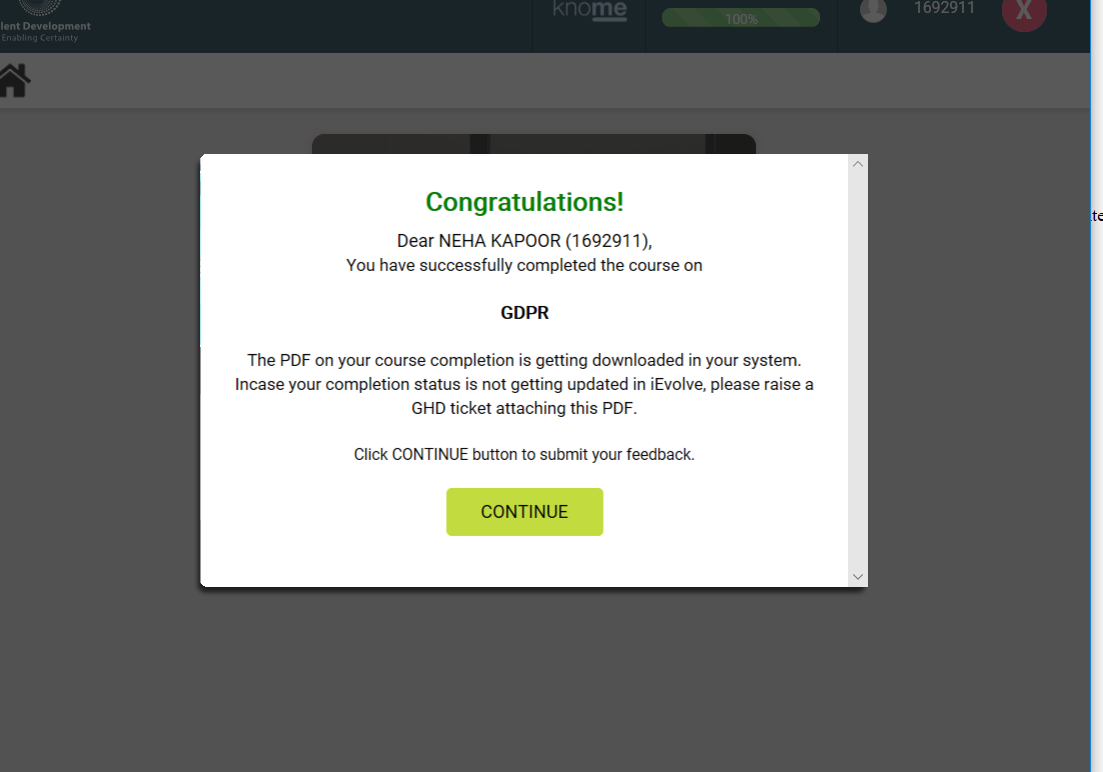 lent Development
Enabling Certainty
knome
100%
1692911
X
te
Congratulations!
Dear NEHA KAPOOR (1692911),
You have successfully completed the course on
GDPR
The PDF on your course completion is getting downloaded in your system.
Incase your completion status is not getting updated in iEvolve, please raise a
GHD ticket attaching this PDF.
Click CONTINUE button to submit your feedback.
CONTINUE